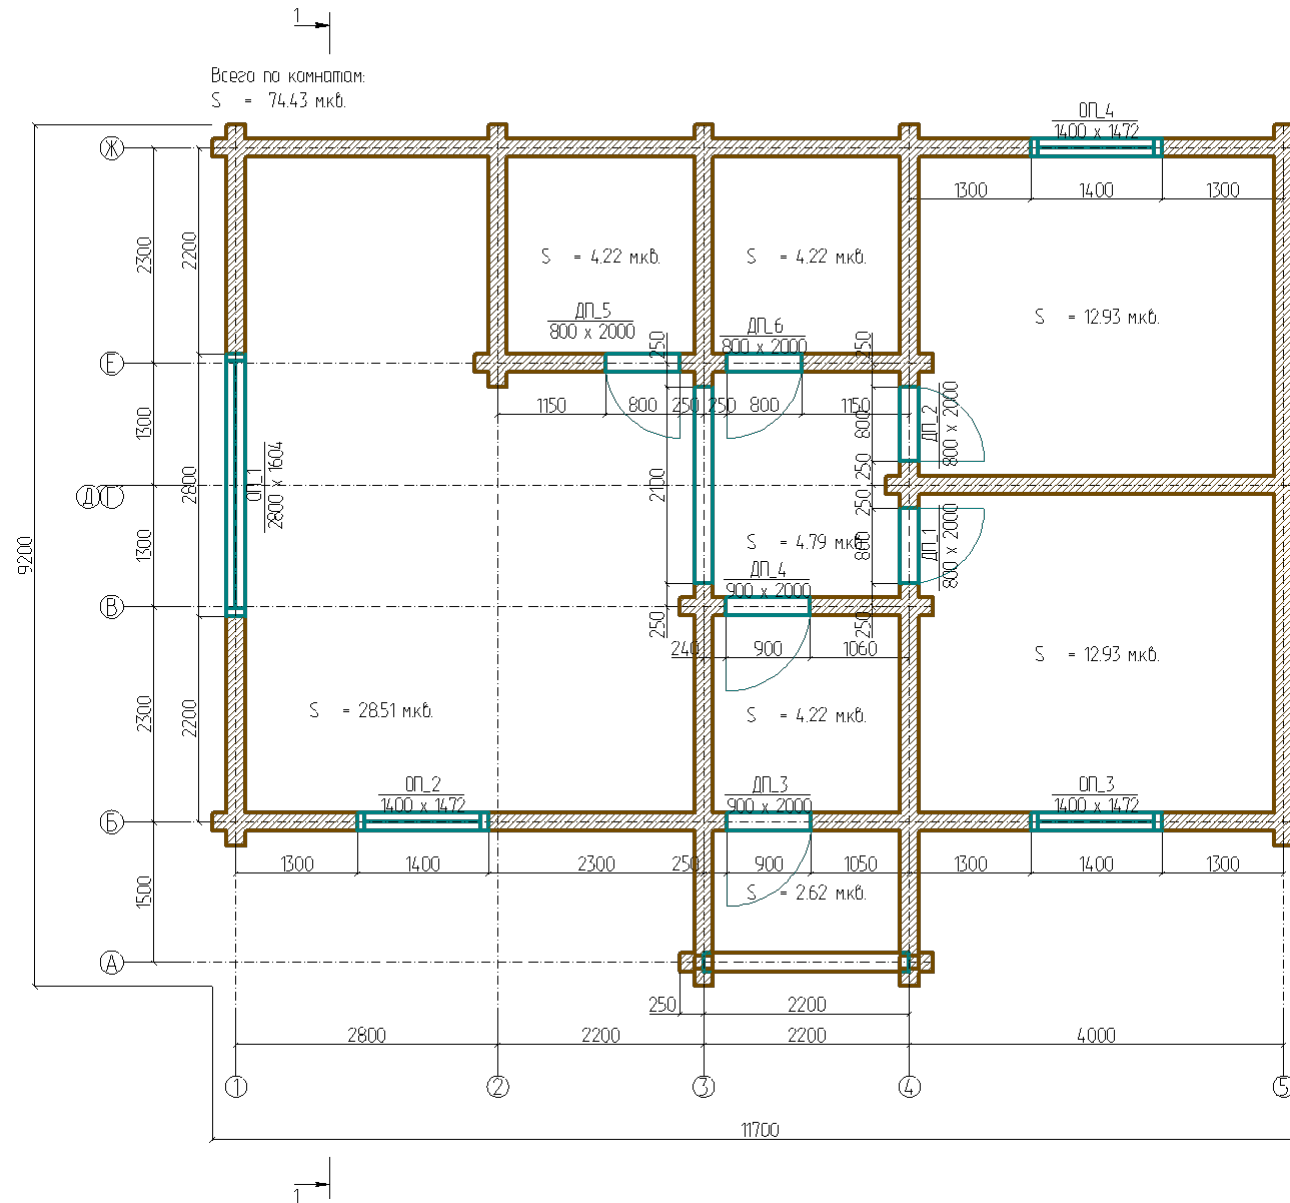 1
Всего по комнатам:
S = 74.43 м.кв.
ОП_4
1400 x 1472
Ж
1300 1400 1300
2300
2200
S = 4.22 м.кв.
S = 4.22 м.кв.
S = 12.93 м.кв.
ДП_5
800 x 2000
ДП_6
800 x 2000
250
250
Е
1150 800 250 250 800 1150
1300
ДП_2
800 x 2000
800
250
ОП_1
2800 x 1604
2800
2100
Д Г
250
9200
1300
S = 4.79 м.кв.
800
ДП_1
800 x 2000
ДП_4
900 x 2000
В
250
250
240 900 1060
S = 12.93 м.кв.
2300
2200
S = 28.51 м.кв.
S = 4.22 м.кв.
ОП_2
1400 x 1472
ДП_3
900 x 2000
ОП_3
1400 x 1472
Б
1300 1400 2300 250 900 1050 1300 1400 1300
1500
S = 2.62 м.кв.
А
250 2200
2800 2200 2200 4000
1 2 3 4 5
11700
1